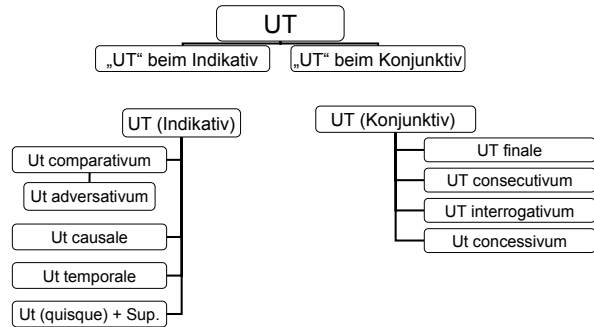 UT
„UT“ beim Indikativ
„UT“ beim Konjunktiv
UT (Indikativ)
Ut comparativum
Ut adversativum
Ut causale
Ut temporale
Ut (quisque) + Sup.
UT (Konjunktiv)
UT finale
UT consecutivum
UT interrogativum
Ut concessivum